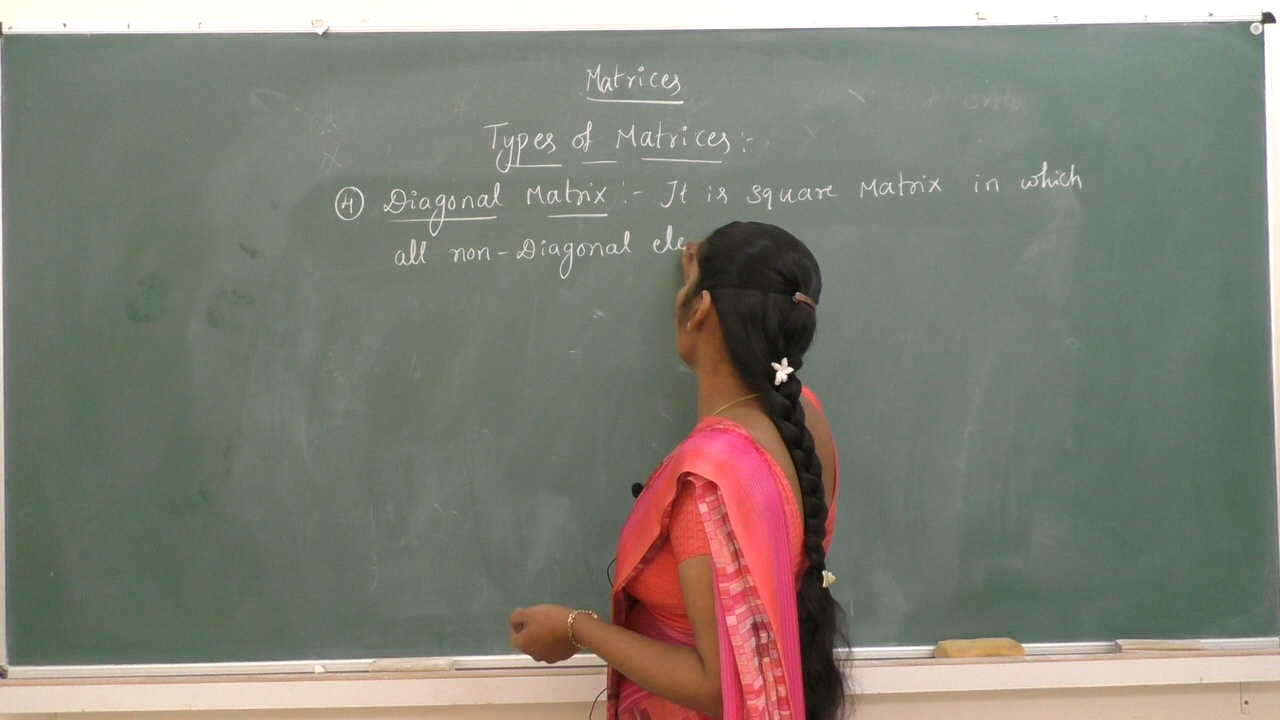 Matrices
Types of Matrices:-
④ Diagonal Matrix :- It is square Matrix in which
all non-Diagonal ele